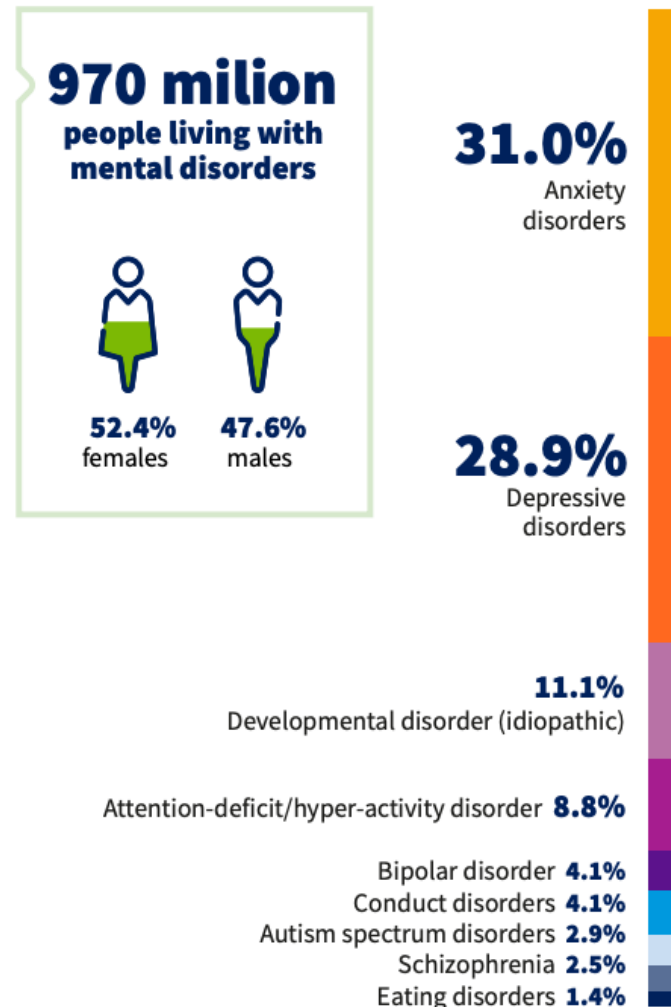 970 milion
people living with
mental disorders
52.4%
females
47.6%
males
31.0%
Anxiety
disorders
28.9%
Depressive
disorders
11.1%
Developmental disorder (idiopathic)
Attention-deficit/hyper-activity disorder 8.8%
Bipolar disorder 4.1%
Conduct disorders 4.1%
Autism spectrum disorders 2.9%
Schizophrenia 2.5%
Eating disorders 1.4%